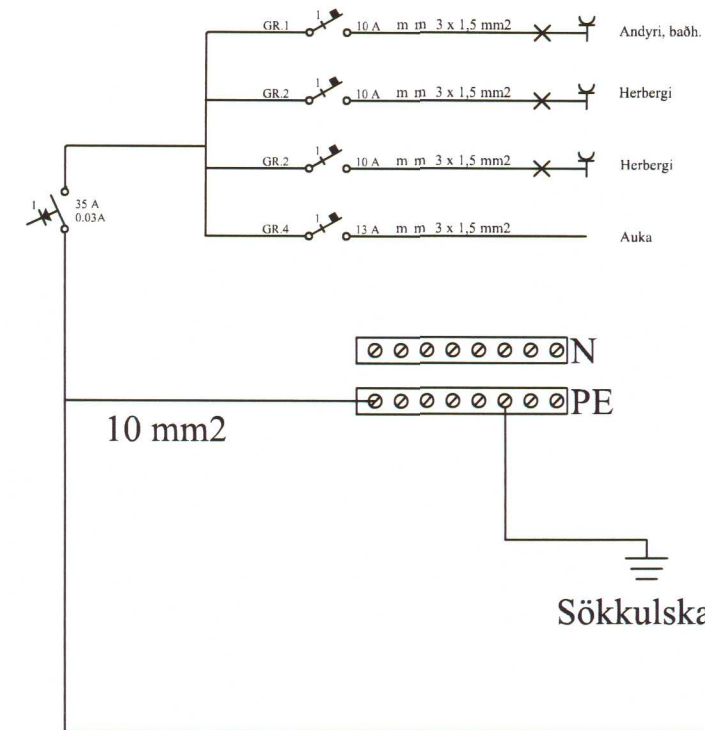 GR.1 1 10 A m m 3 x 1,5 mm2 Andyri, baðh.
GR.2 1 10 A m m 3 x 1,5 mm2 Herbergi
GR.2 1 10 A m m 3 x 1,5 mm2 Herbergi
1 35 A
0.03A
GR.4 1 13 A m m 3 x 1,5 mm2 Auka
N
PE
10 mm2
Sökkulska